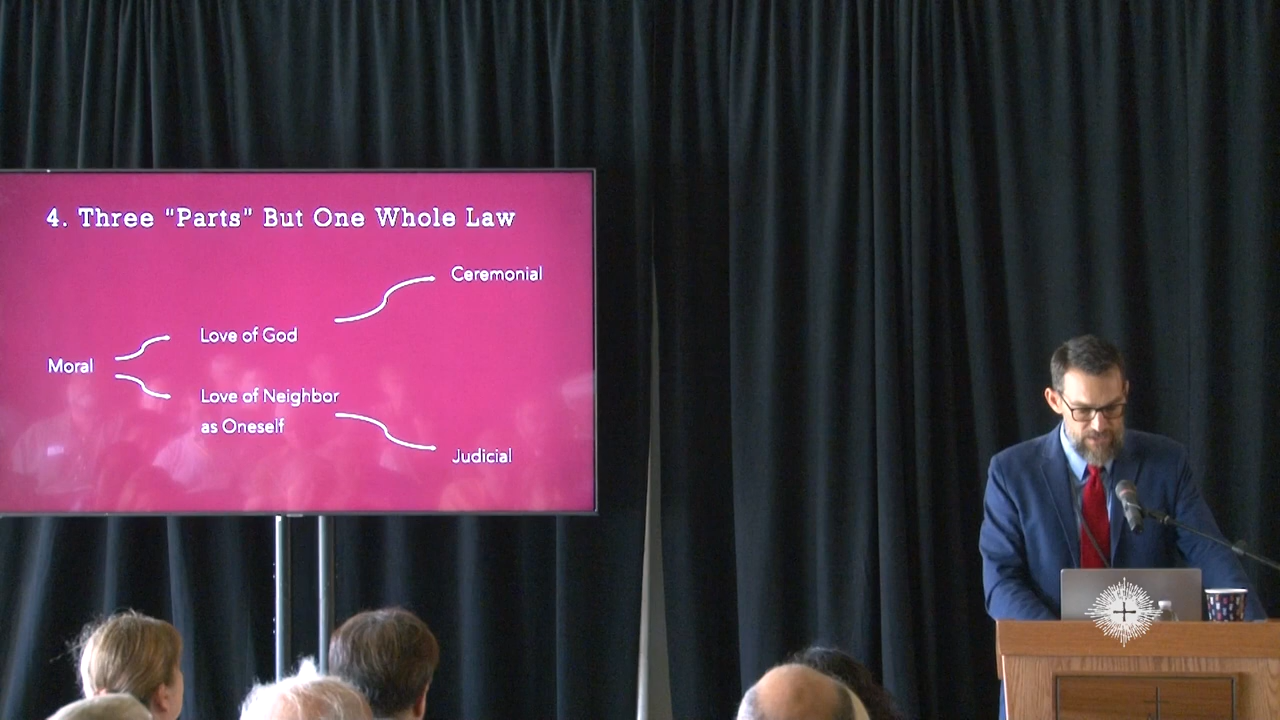 4. Three "Parts" But One Whole Law
Ceremonial
Love of God
Moral
Love of Neighbor
as Oneself
Judicial